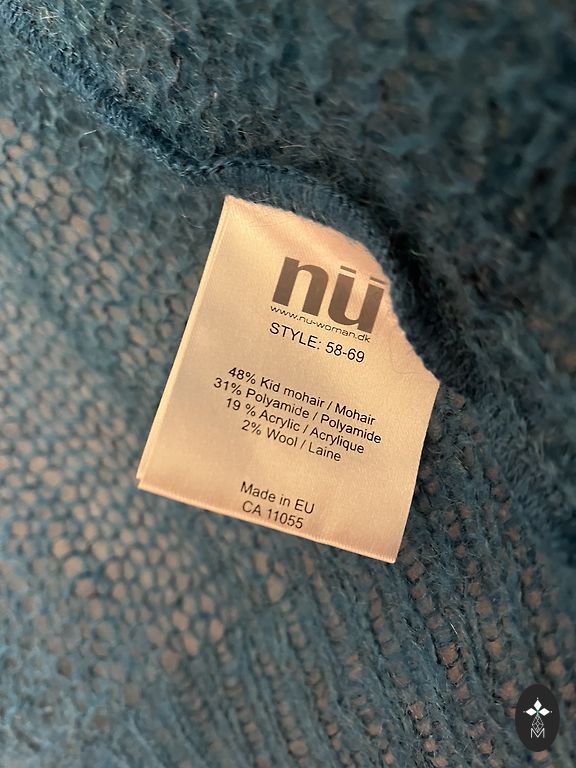 nü
www.nu-woman.dk
STYLE: 58-69
48% Kid mohair / Mohair
31% Polyamide / Polyamide
19 % Acrylic / Acrylique
2% Wool / Laine
Made in EU
CA 11055
M